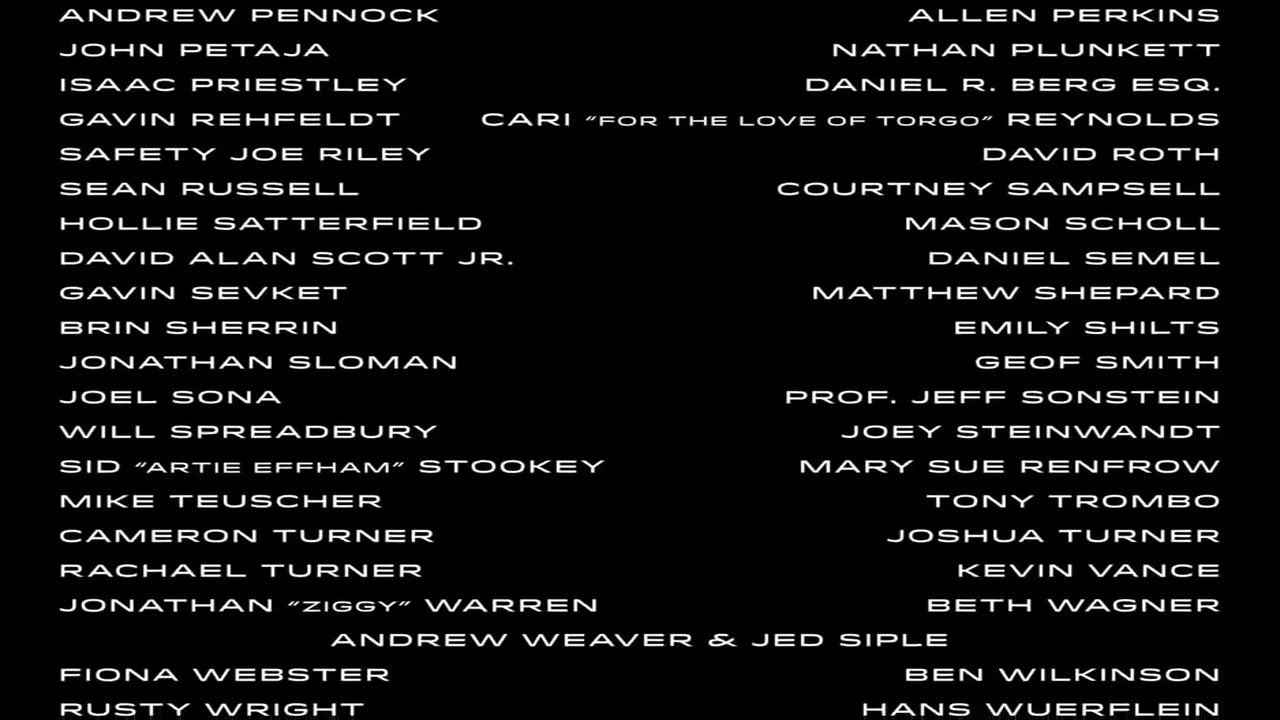 ANDREW PENNOCK ALLEN PERKINS
JOHN PETAJA NATHAN PLUNKETT
ISAAC PRIESTLEY DANIEL R. BERG ESQ.
GAVIN REHFELDT CARI "FOR THE LOVE OF TORGO" REYNOLDS
SAFETY JOE RILEY DAVID ROTH
SEAN RUSSELL COURTNEY SAMPSELL
HOLLIE SATTERFIELD MASON SCHOLL
DAVID ALAN SCOTT JR. DANIEL SEMEL
GAVIN SEVKET MATTHEW SHEPARD
BRIN SHERRIN EMILY SHILTS
JONATHAN SLOMAN GEOF SMITH
JOEL SONA PROF. JEFF SONSTEIN
WILL SPREADBURY JOEY STEINWANDT
SID "ARTIE EFFHAM" STOOKEY MARY SUE RENFROW
MIKE TEUSCHER TONY TROMBO
CAMERON TURNER JOSHUA TURNER
RACHAEL TURNER KEVIN VANCE
JONATHAN "ZIGGY" WARREN BETH WAGNER
ANDREW WEAVER & JED SIPLE
FIONA WEBSTER BEN WILKINSON
RUSTY WRIGHT HANS WUERFLEIN